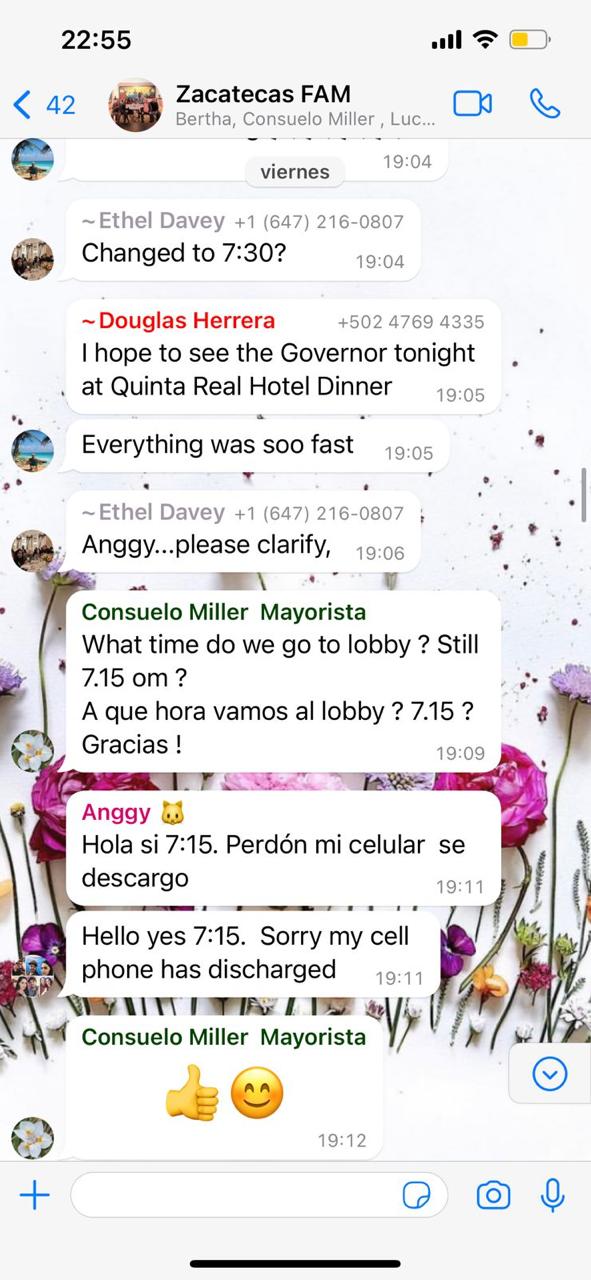 22:55
42
Zacatecas FAM
Bertha, Consuelo Miller , Luc...
19:04
viernes
~Ethel Davey +1 (647) 216-0807
Changed to 7:30?
19:04
~Douglas Herrera +502 4769 4335
I hope to see the Governor tonight
at Quinta Real Hotel Dinner
19:05
Everything was soo fast
19:05
~Ethel Davey +1 (647) 216-0807
Anggy...please clarify,
19:06
Consuelo Miller Mayorista
What time do we go to lobby ? Still
7.15 om ?
A que hora vamos al lobby ? 7.15 ?
Gracias !
19:09
Anggy 🐱
Hola si 7:15. Perdón mi celular se
descargo
19:11
Hello yes 7:15. Sorry my cell
phone has discharged
19:11
Consuelo Miller Mayorista
👍😊
19:12